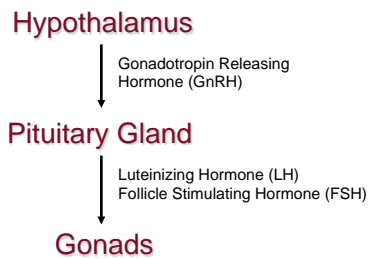 Hypothalamus
Gonadotropin Releasing
Hormone (GnRH)
Pituitary Gland
Luteinizing Hormone (LH)
Follicle Stimulating Hormone (FSH)
Gonads